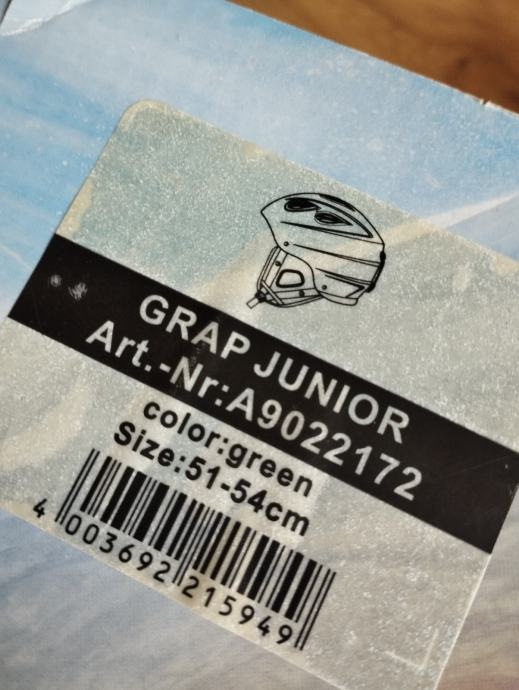 GRAP JUNIOR
Art.-Nr:A9022172
color:green
Size:51-54cm
4 003692 215949